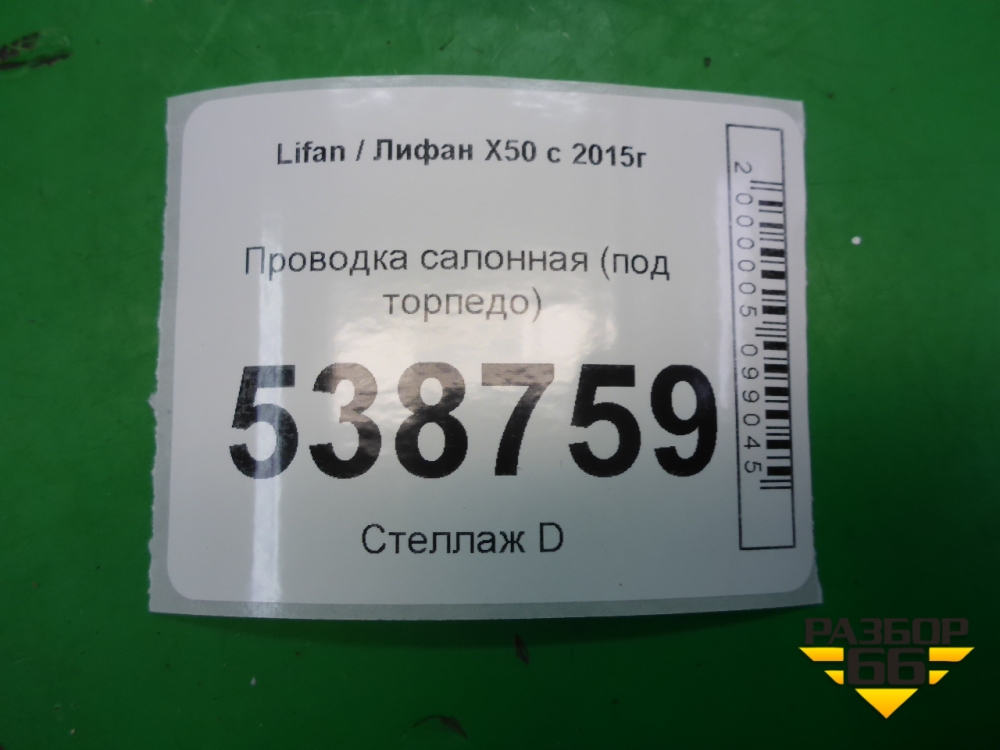 Lifan / Лифан X50 с 2015г
Проводка салонная (под
торпедо)
538759
Стеллаж D
2000005099045
РАЗБОР
66